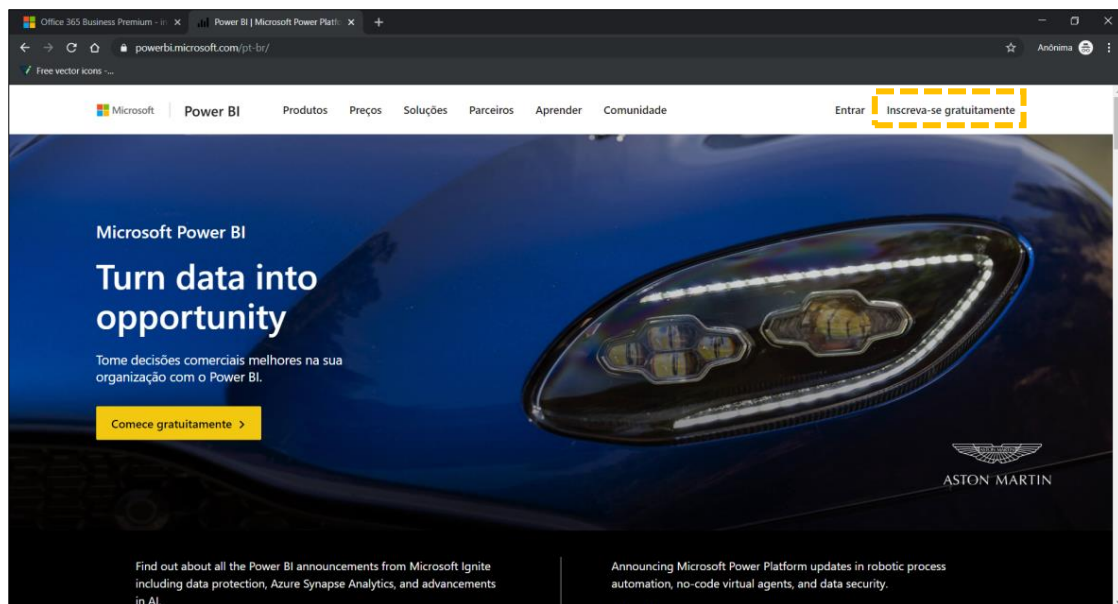 Office 365 Business Premium - in
Power BI | Microsoft Power Platfo
powerbi.microsoft.com/pt-br/
Anônima
Free vector icons -...
Microsoft
Power BI
Produtos
Preços
Soluções
Parceiros
Aprender
Comunidade
Entrar
Inscreva-se gratuitamente
Microsoft Power BI
Turn data into
opportunity
Tome decisões comerciais melhores na sua
organização com o Power BI.
Comece gratuitamente >
ASTON MARTIN
Find out about all the Power BI announcements from Microsoft Ignite
including data protection, Azure Synapse Analytics, and advancements
in AI.
Announcing Microsoft Power Platform updates in robotic process
automation, no-code virtual agents, and data security.